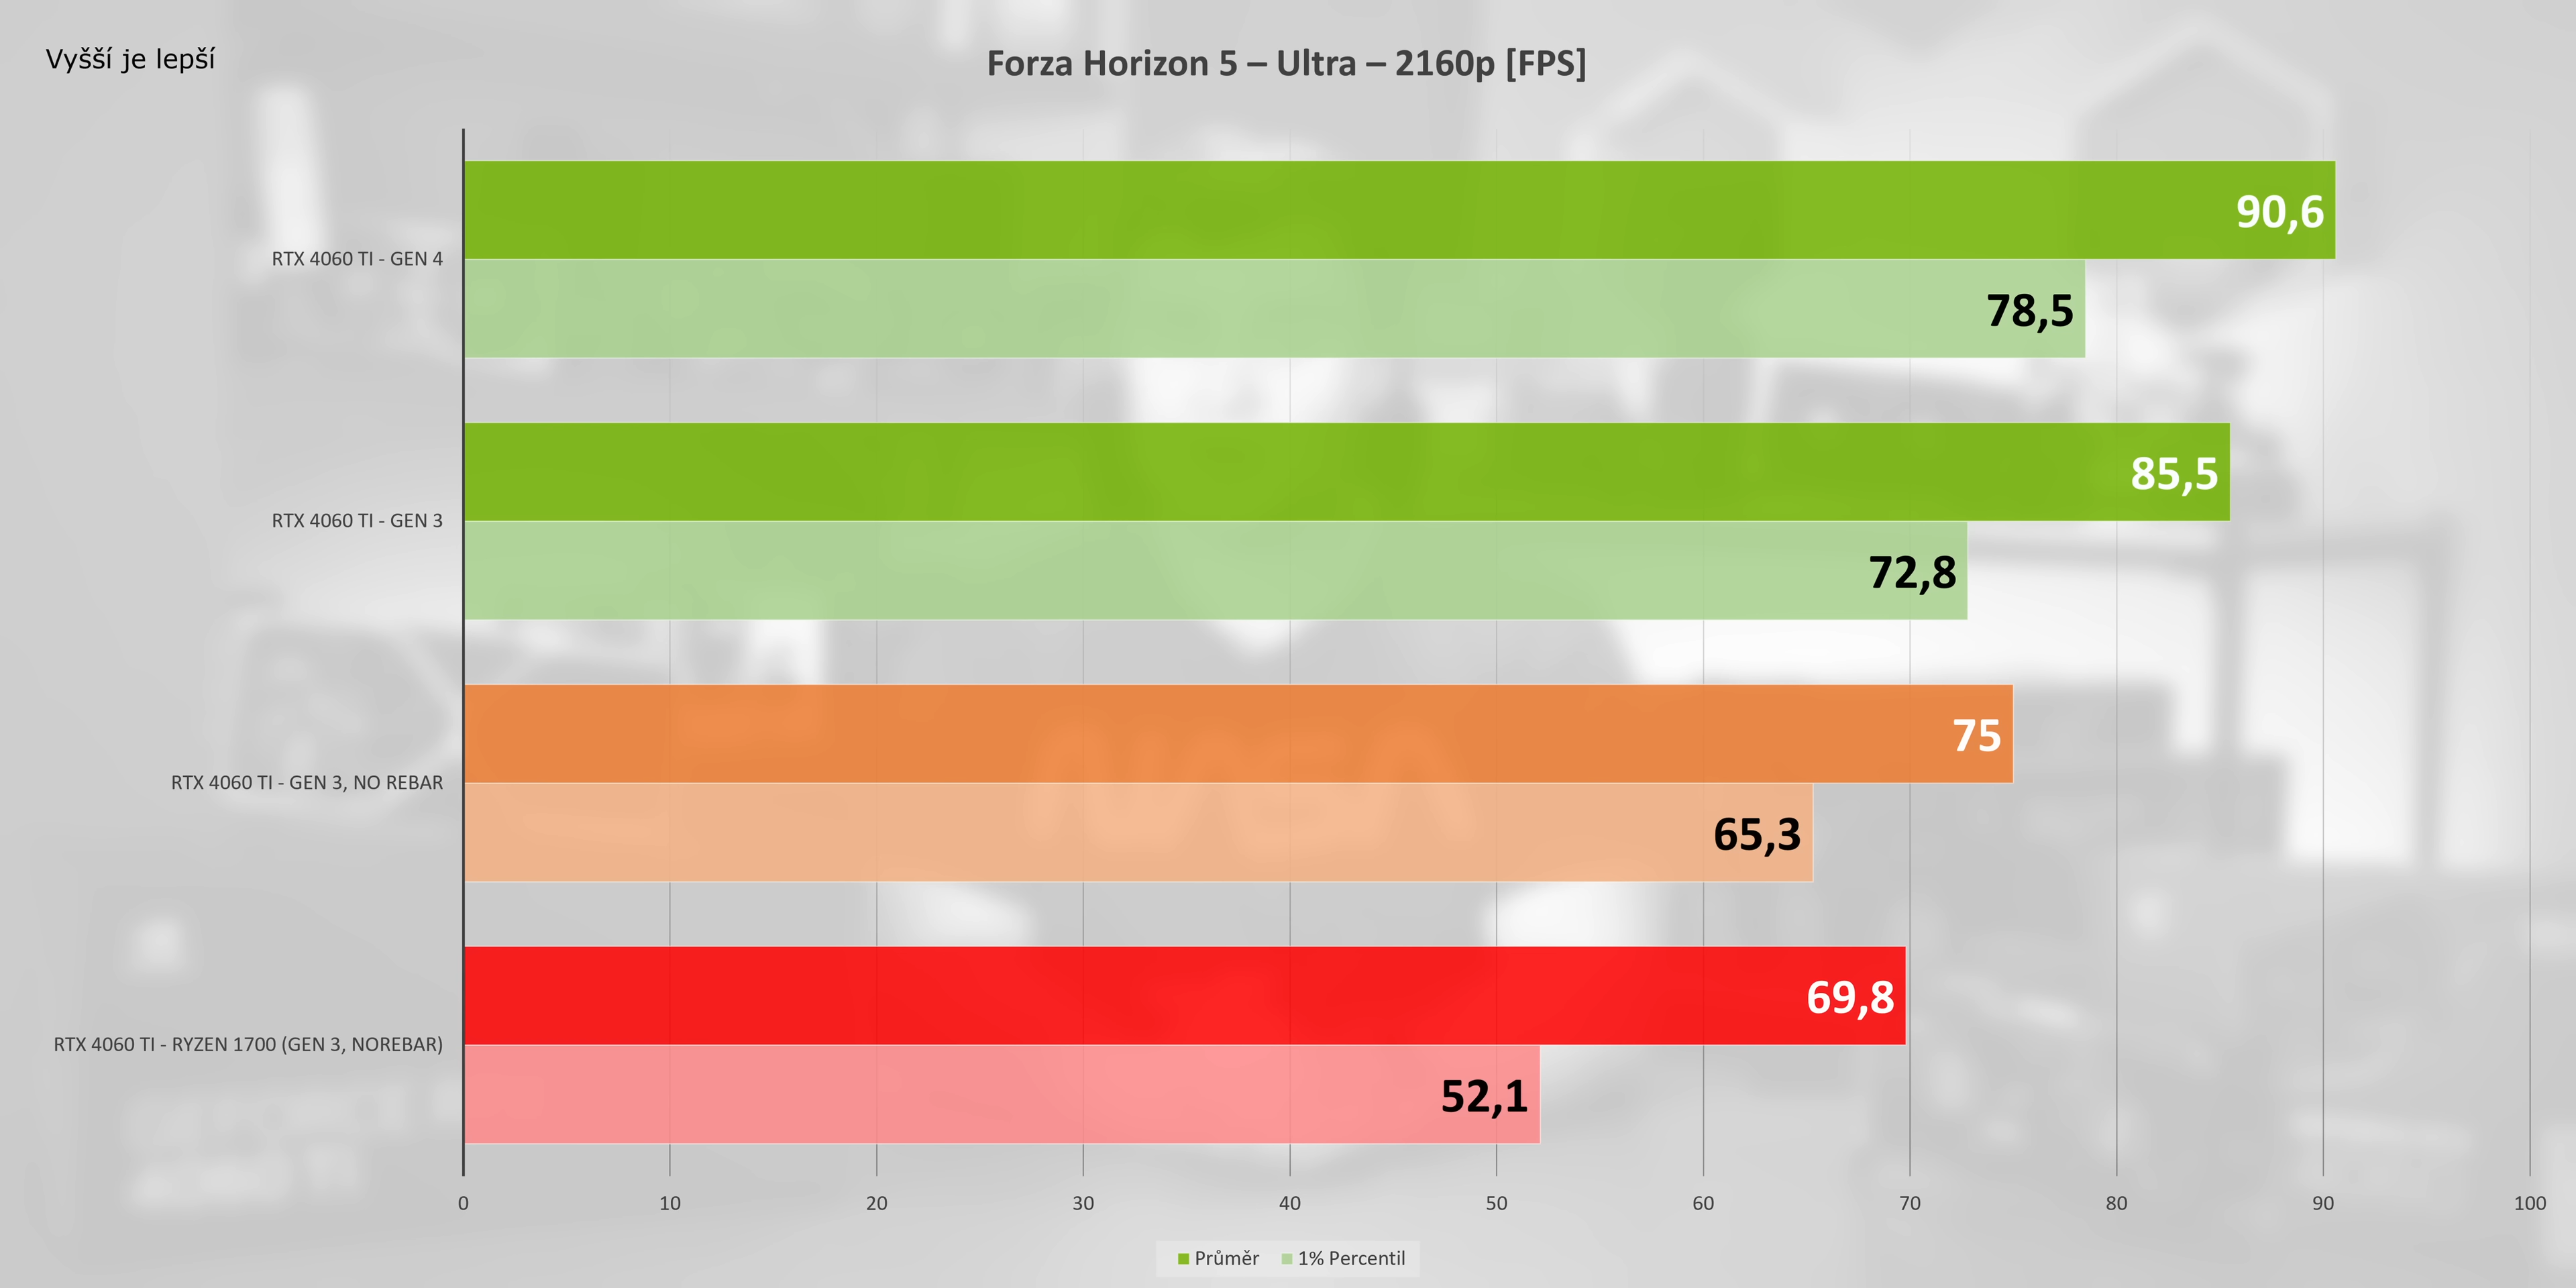 Vyšší je lepší
Forza Horizon 5 – Ultra – 2160p [FPS]
RTX 4060 TI - GEN 4
90,6
78,5
RTX 4060 TI - GEN 3
85,5
72,8
RTX 4060 TI - GEN 3, NO REBAR
75
65,3
RTX 4060 TI - RYZEN 1700 (GEN 3, NOREBAR)
69,8
52,1
0 10 20 30 40 50 60 70 80 90 100
Průměr 1% Percentil